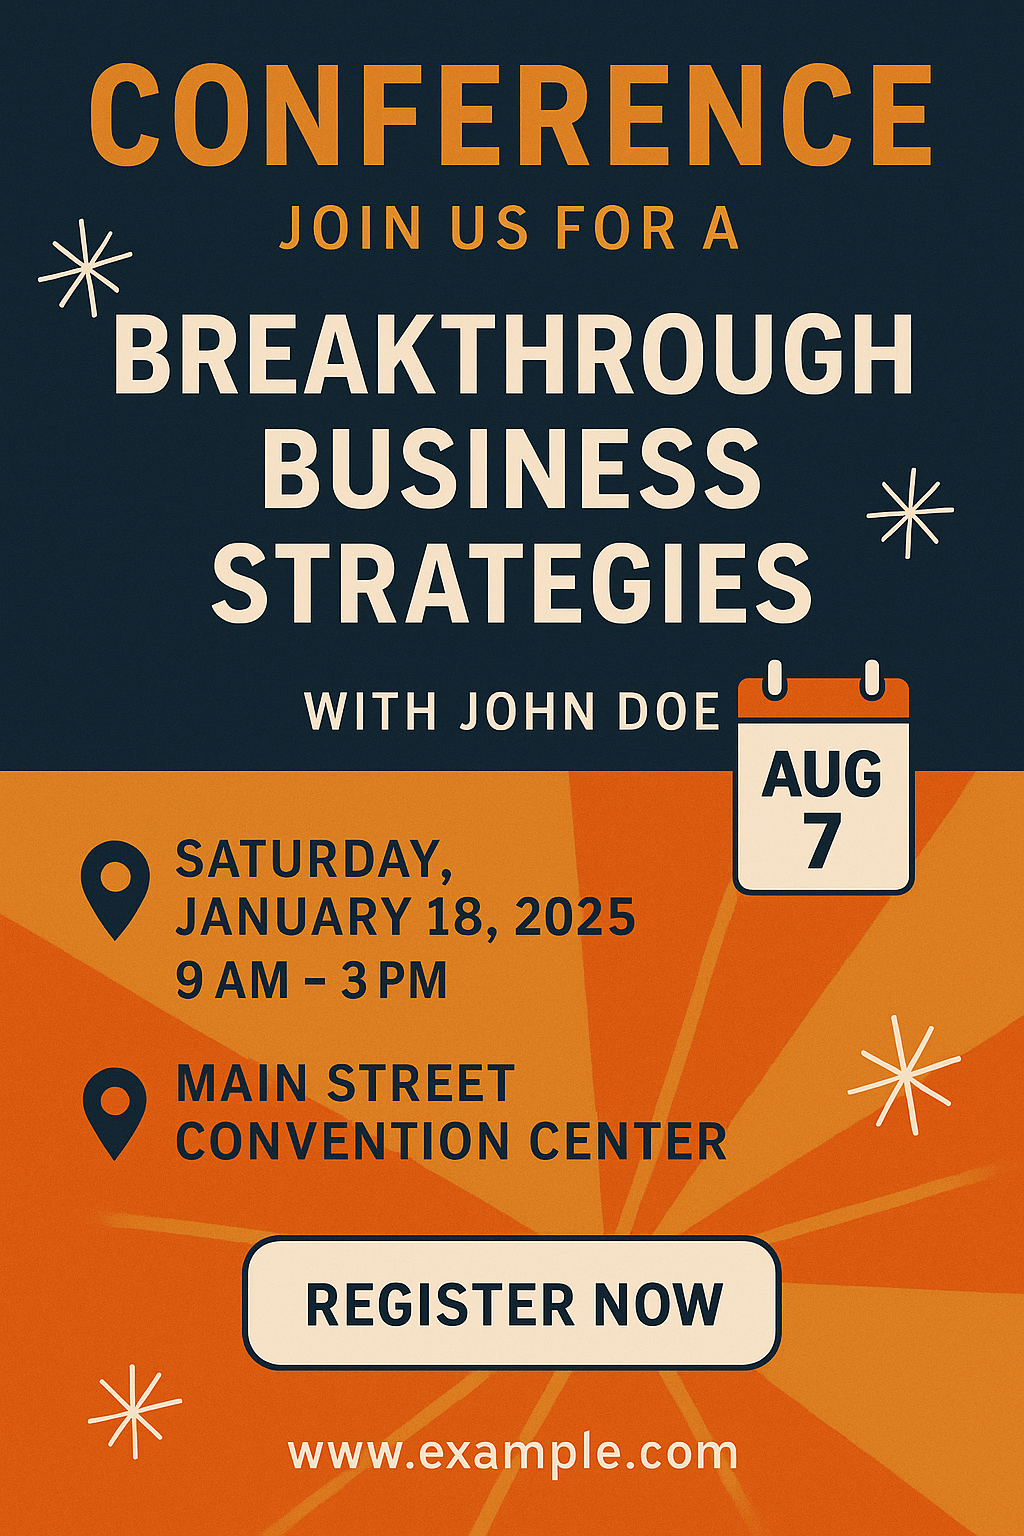 CONFERENCE
JOIN US FOR A
BREAKTHROUGH
BUSINESS
STRATEGIES
WITH JOHN DOE
AUG
7
SATURDAY,
JANUARY 18, 2025
9 AM – 3 PM
MAIN STREET
CONVENTION CENTER
REGISTER NOW
www.example.com